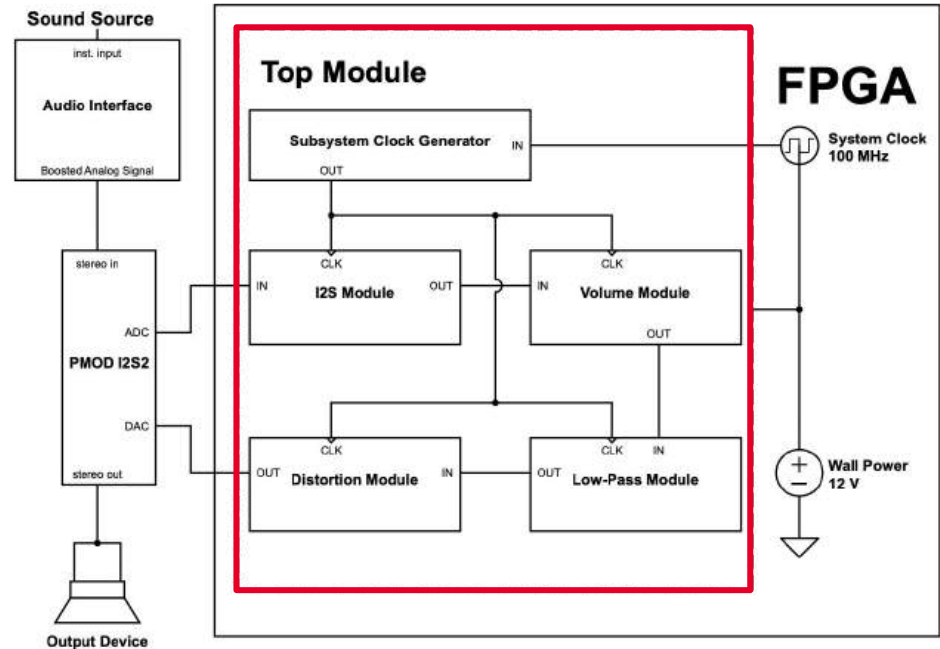 Sound Source
inst. input
Audio Interface
Boosted Analog Signal
stereo in
ADC
PMOD I2S2
DAC
stereo out
Output Device
Top Module
FPGA
Subsystem Clock Generator
IN
OUT
System Clock
100 MHz
CLK
IN
I2S Module
OUT
CLK
IN
Volume Module
OUT
CLK
OUT
Distortion Module
IN
CLK
IN
OUT
Low-Pass Module
Wall Power
12 V